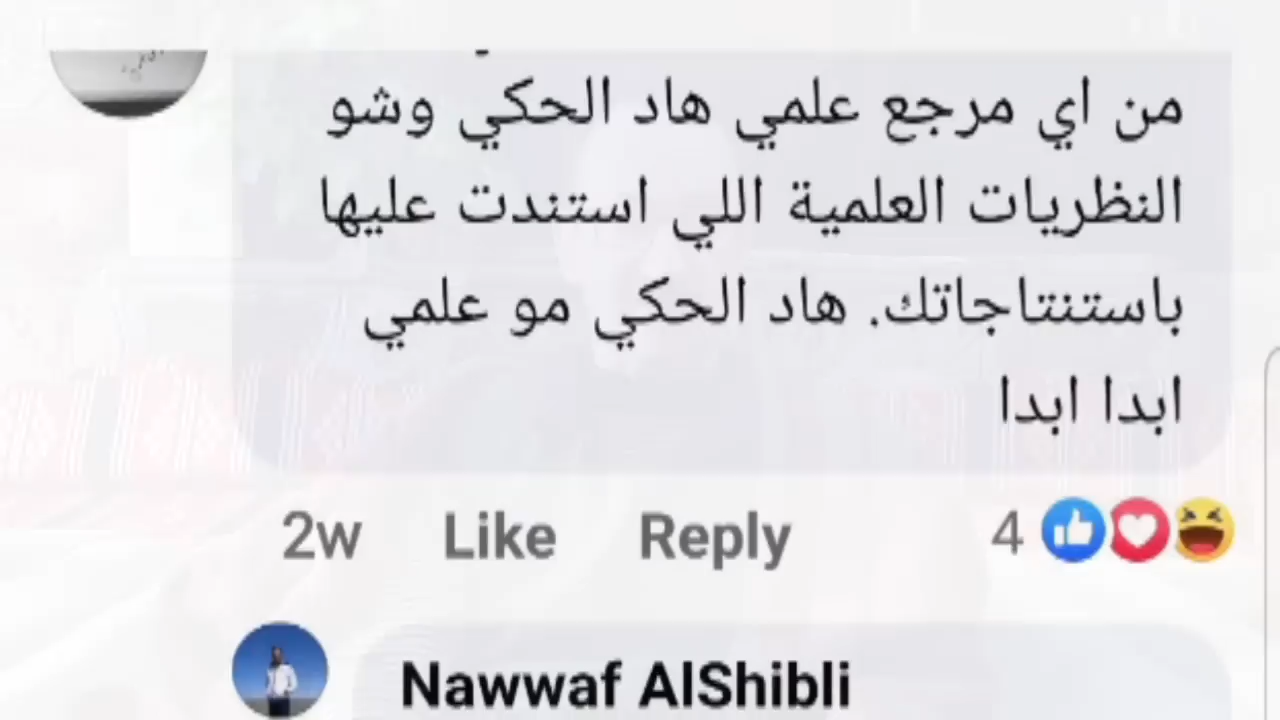 من اي مرجع علمي هاد الحكي وشو
النظريات العلمية اللي استندت عليها
باستنتاجاتك. هاد الحكي مو علمي
ابدا ابدا
2w Like Reply 4
Nawwaf AlShibli